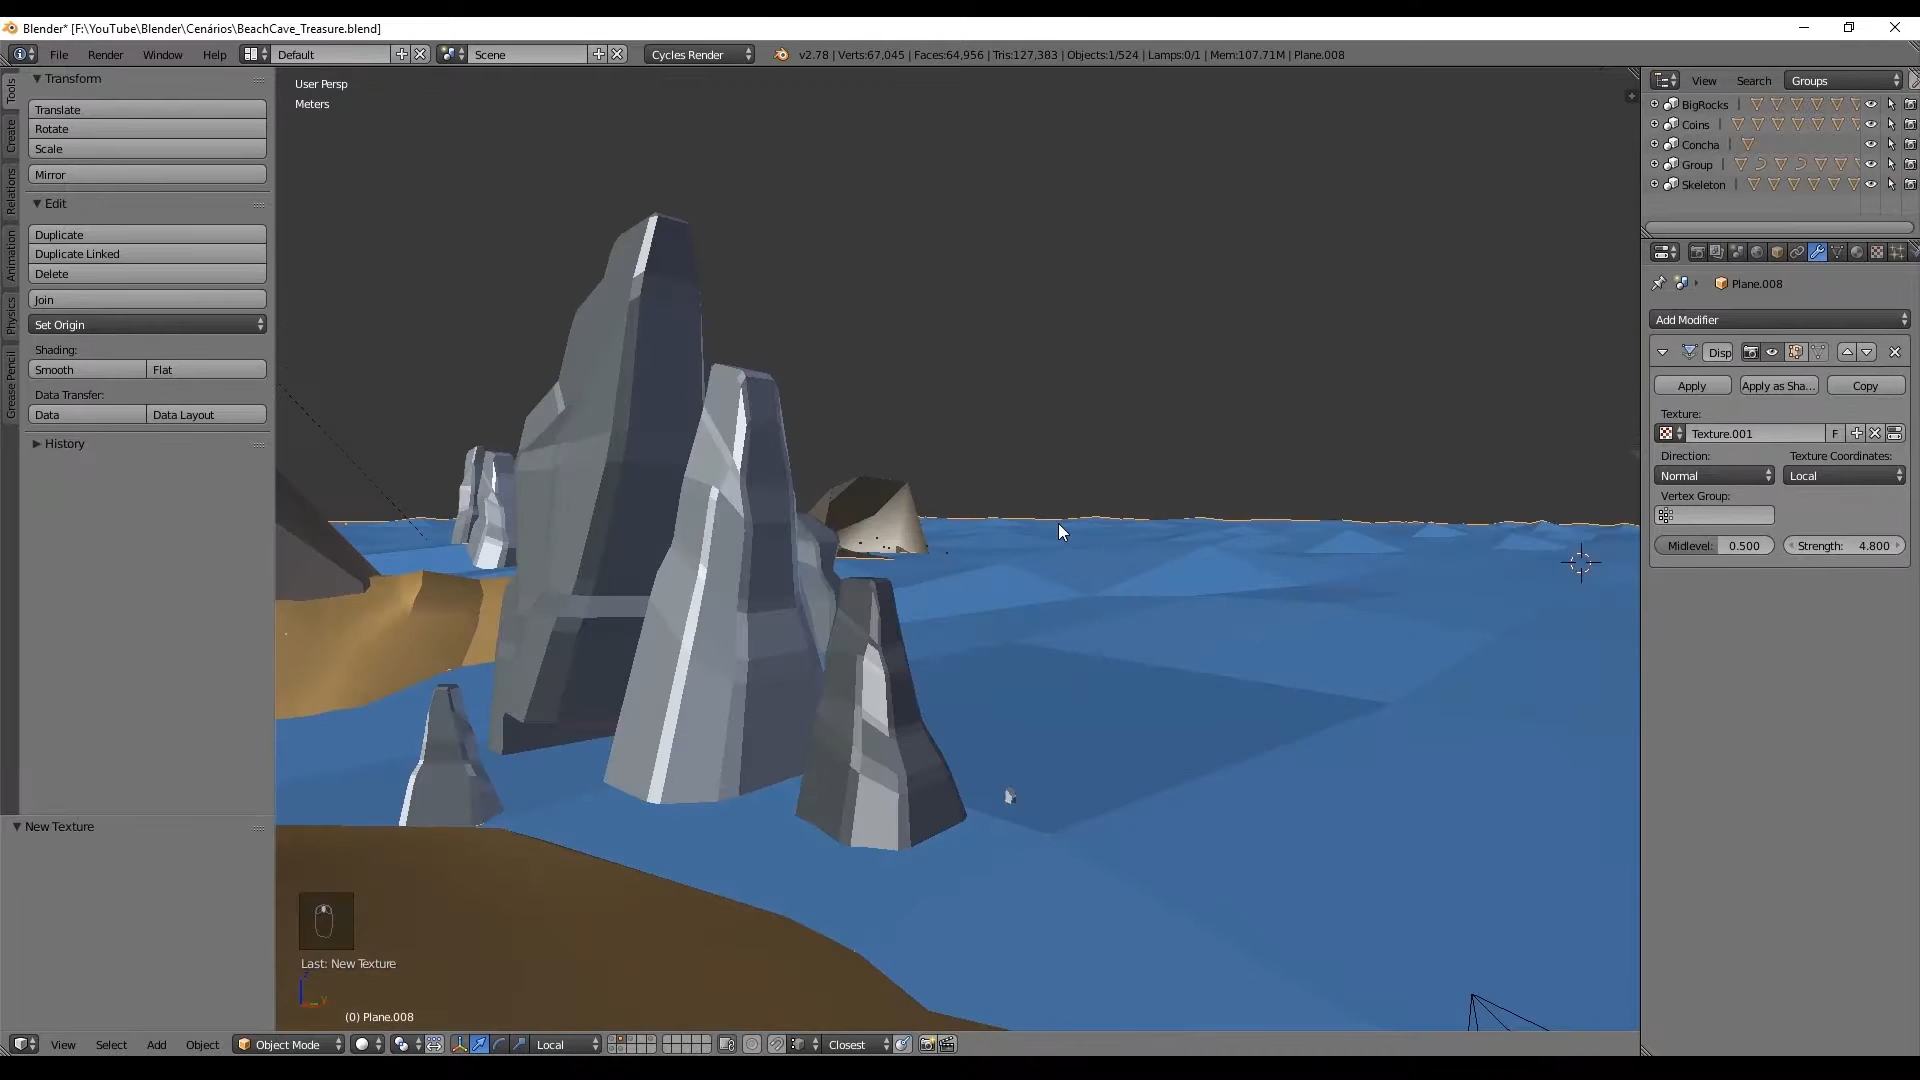 Blender* [F:\YouTube\Blender\Cenários\BeachCave_Treasure.blend]
File Render Window Help Default Scene Cycles Render v2.78 | Verts:67,045 | Faces:64,956 | Tris:127,383 | Objects:1/524 | Lamps:0/1 | Mem:107.71M | Plane.008
Tools
Create
Relations
Animation
Physics
Grease Pencil
Transform
Translate
Rotate
Scale
Mirror
Edit
Duplicate
Duplicate Linked
Delete
Join
Set Origin
Shading:
Smooth Flat
Data Transfer:
Data Data Layout
History
New Texture
User Persp
Meters
Last: New Texture
(0) Plane.008
View Select Add Object Object Mode Local Closest
View Search Groups
BigRocks
Coins
Concha
Group
Skeleton
Plane.008
Add Modifier
Disp
Apply Apply as Sha... Copy
Texture:
Texture.001 F
Direction: Texture Coordinates:
Normal Local
Vertex Group:
Midlevel: 0.500 Strength: 4.800